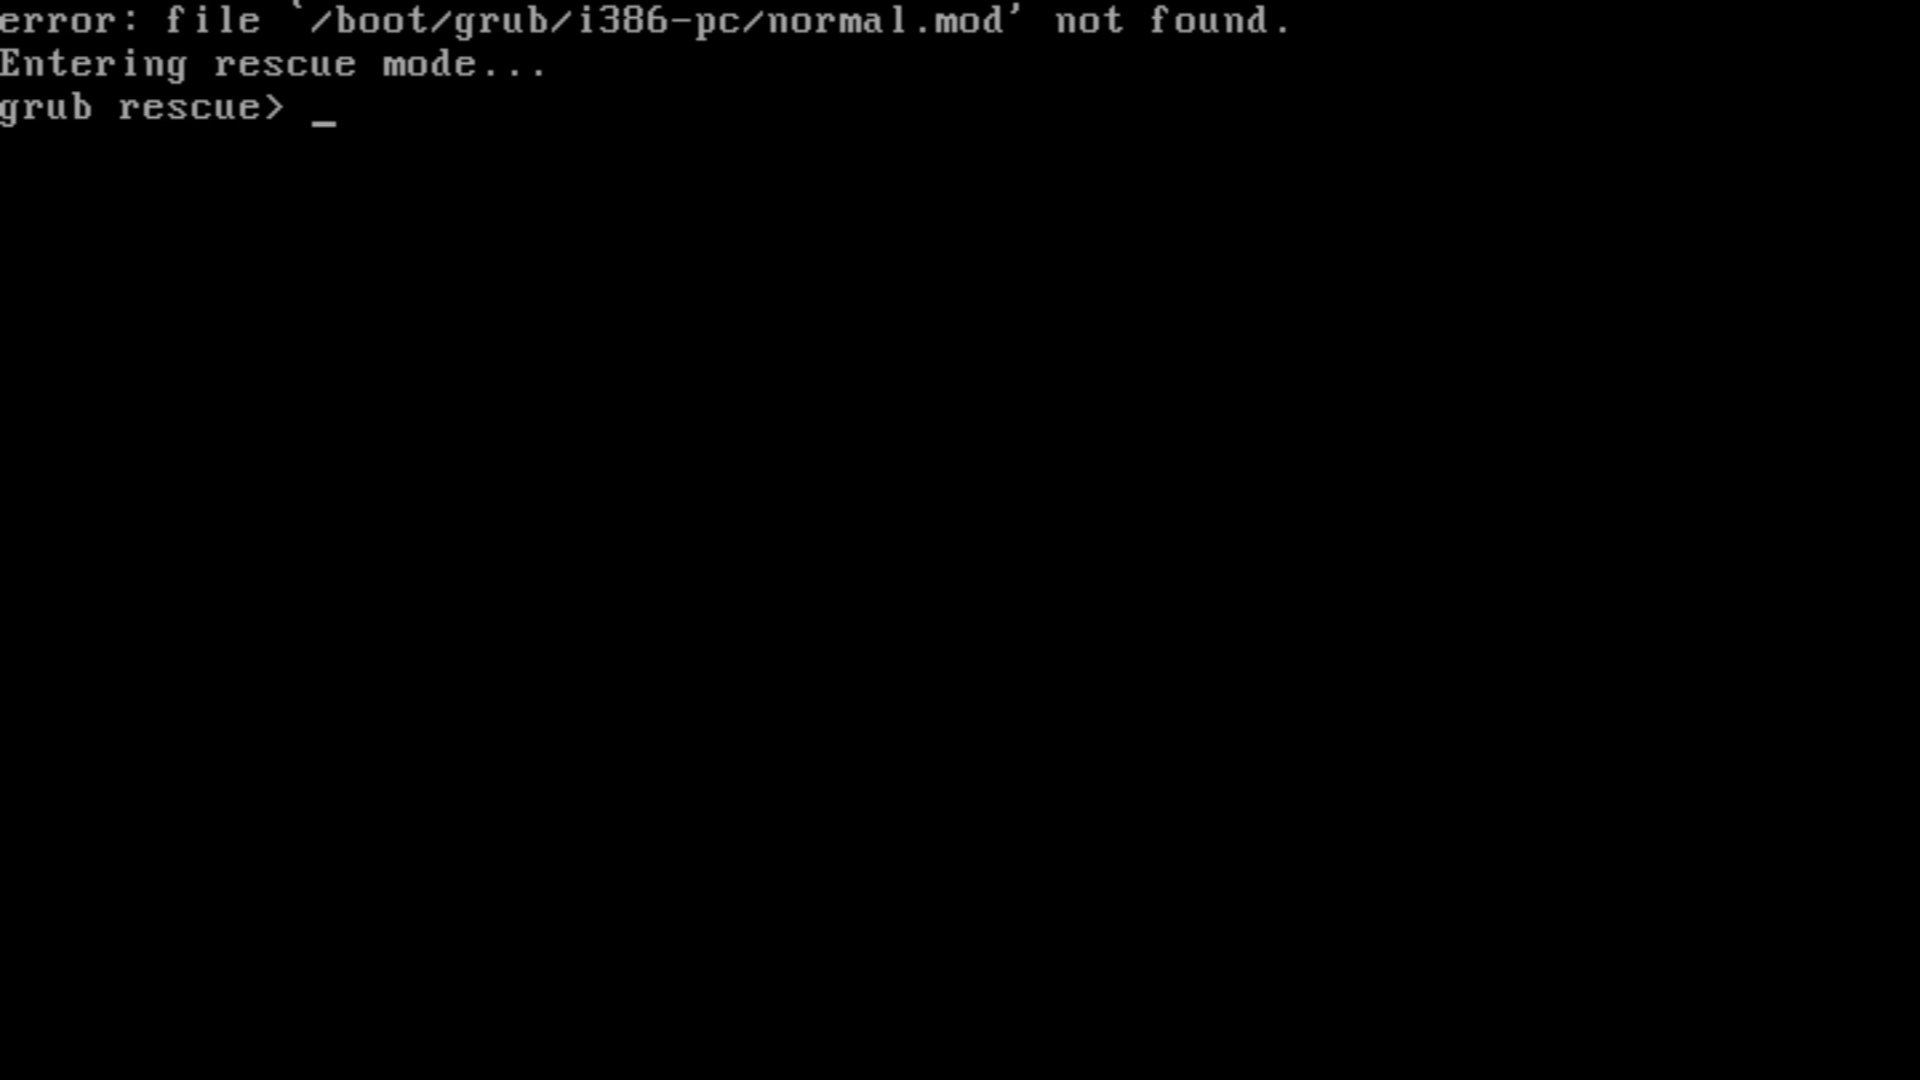 error: file `/boot/grub/i386-pc/normal.mod' not found.
Entering rescue mode...
grub rescue> _